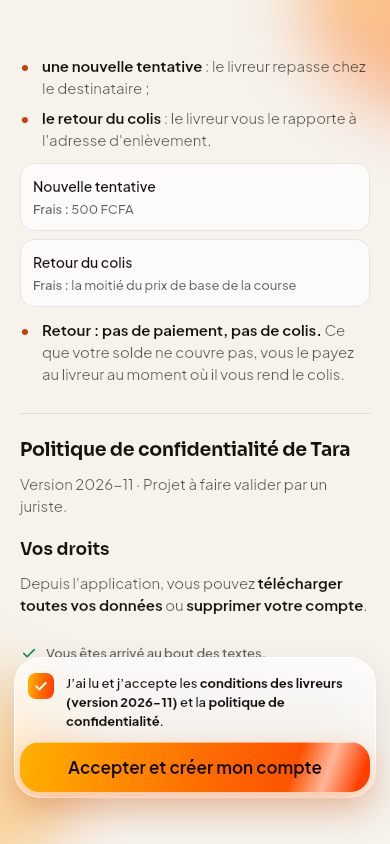 une nouvelle tentative : le livreur repasse chez
le destinataire ;
le retour du colis : le livreur vous le rapporte à
l'adresse d'enlèvement.
Nouvelle tentative
Frais : 500 FCFA
Retour du colis
Frais : la moitié du prix de base de la course
Retour : pas de paiement, pas de colis. Ce
que votre solde ne couvre pas, vous le payez
au livreur au moment où il vous rend le colis.
Politique de confidentialité de Tara
Version 2026-11 · Projet à faire valider par un
juriste.
Vos droits
Depuis l'application, vous pouvez télécharger
toutes vos données ou supprimer votre compte.
Vous êtes arrivé au bout des textes.
J'ai lu et j'accepte les conditions des livreurs
(version 2026-11) et la politique de
confidentialité.
Accepter et créer mon compte